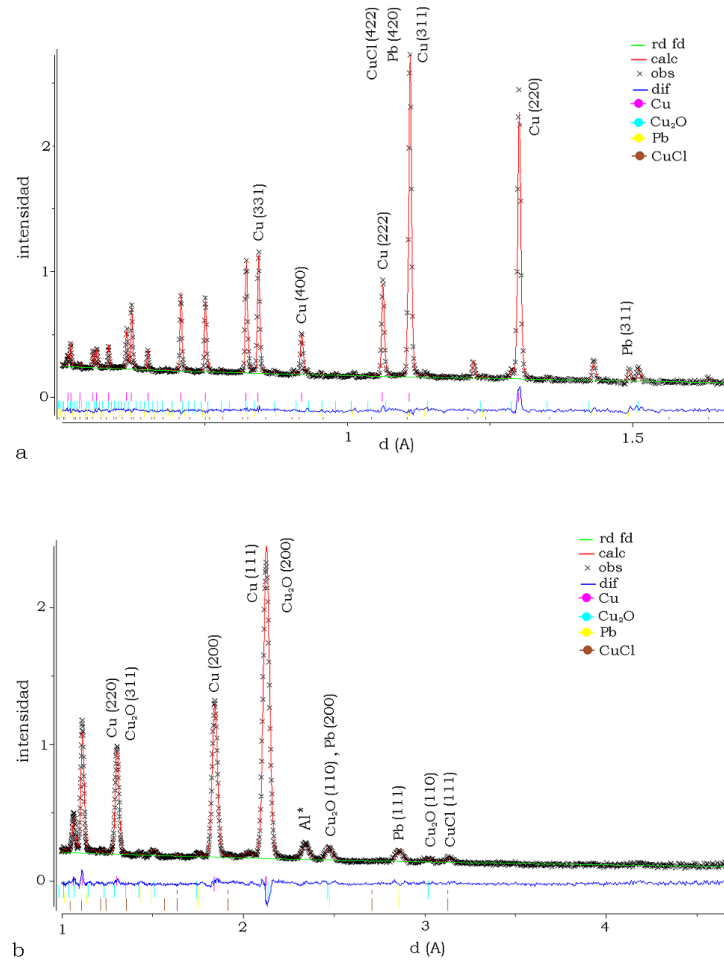 CuCl (422)
Pb (420)
Cu (311)
Cu (220)
Cu (331)
Cu (222)
Cu (400)
Pb (311)
rd fd
calc
obs
dif
Cu
Cu₂O
Pb
CuCl
intensidad
2
1
0
1
1.5
d (A)
a
Cu (111)
Cu₂O (200)
Cu (200)
Cu (220)
Cu₂O (311)
Al*
Cu₂O (110) , Pb (200)
Pb (111)
Cu₂O (110)
CuCl (111)
rd fd
calc
obs
dif
Cu
Cu₂O
Pb
CuCl
intensidad
2
1
0
1
2
3
4
d (A)
b